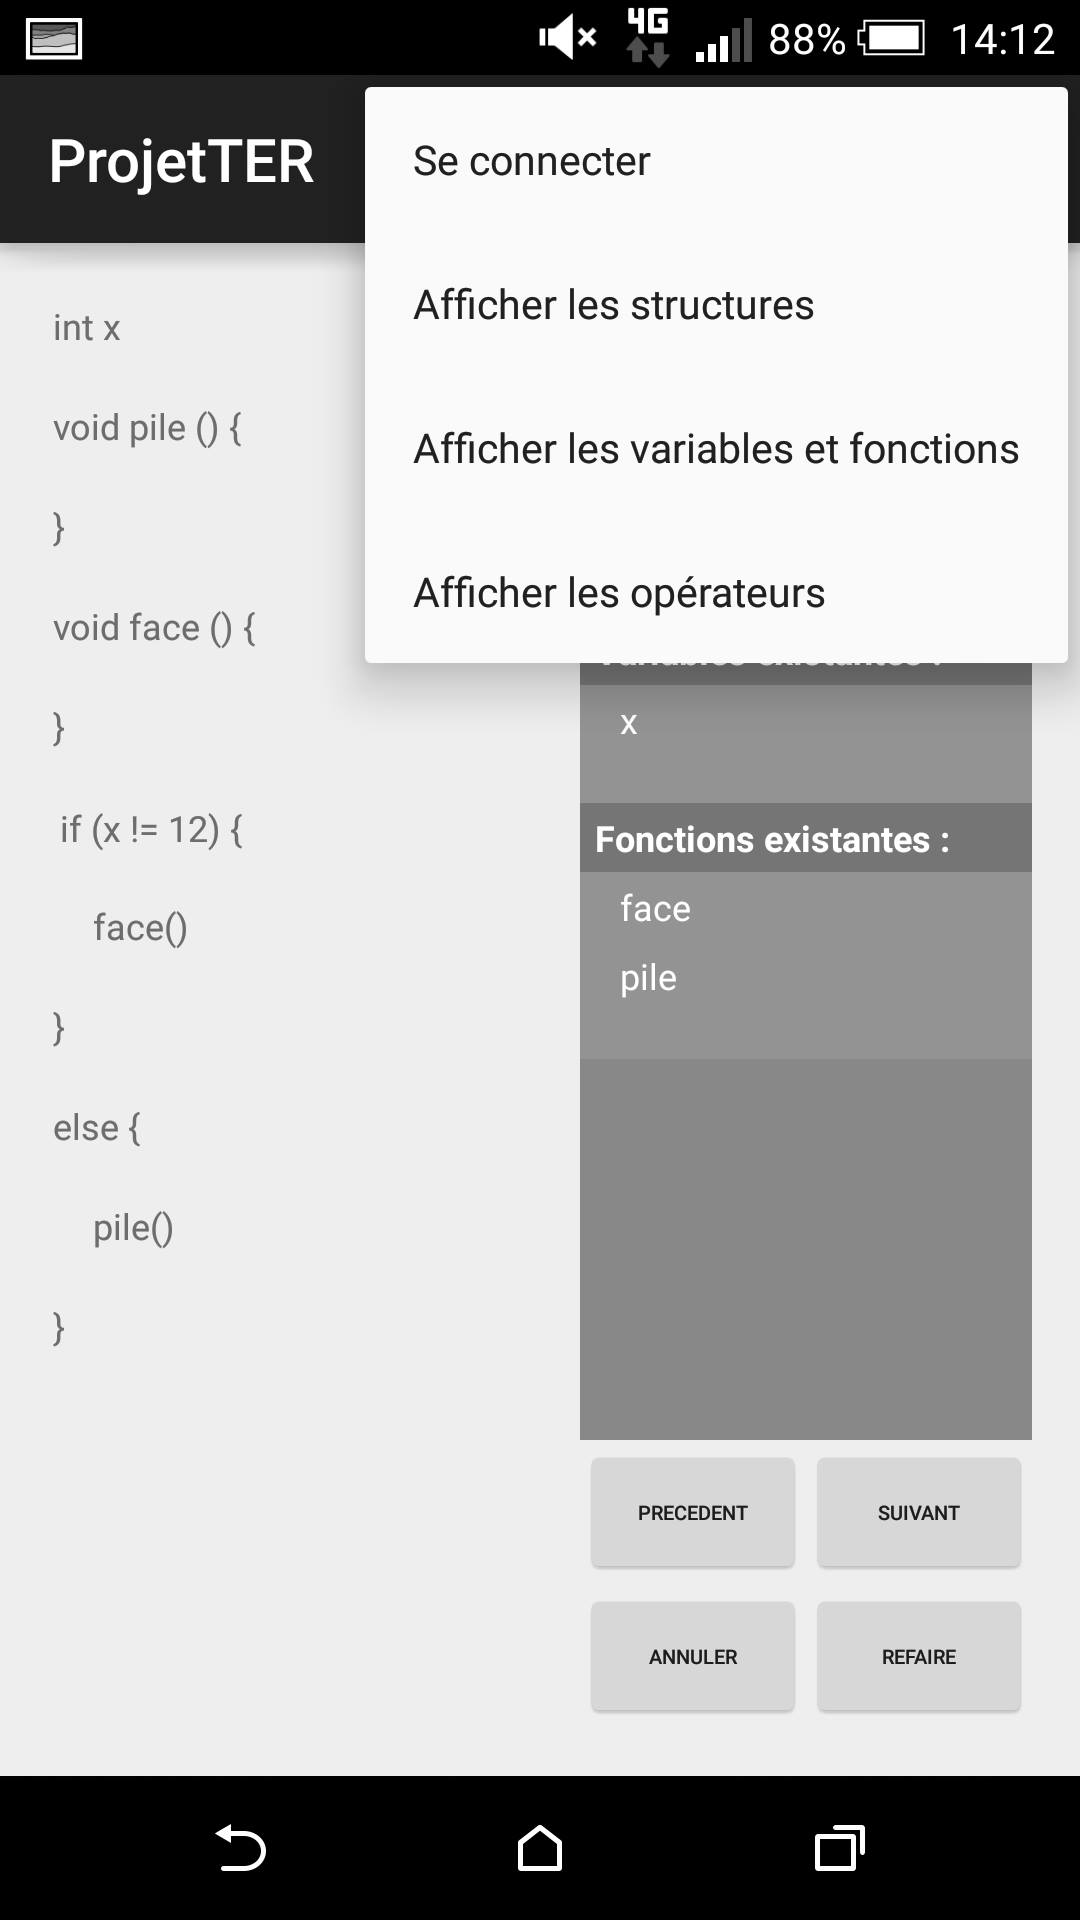 4G 88% 14:12
ProjetTER
Se connecter
Afficher les structures
Afficher les variables et fonctions
Afficher les opérateurs
int x
void pile () {
}
void face () {
}
if (x != 12) {
face()
}
else {
pile()
}
x
Fonctions existantes :
face
pile
PRECEDENT SUIVANT
ANNULER REFAIRE